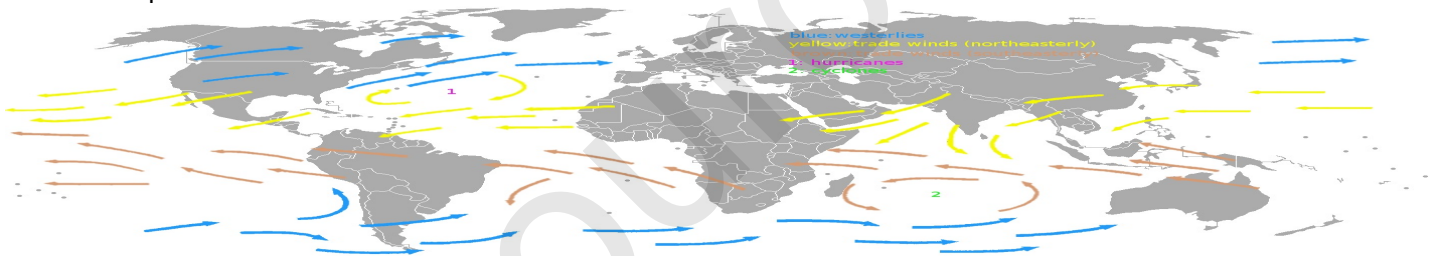 blue:westerlies
yellow:trade winds (northeasterly)
1. hurricanes
2. cyclones
1
2